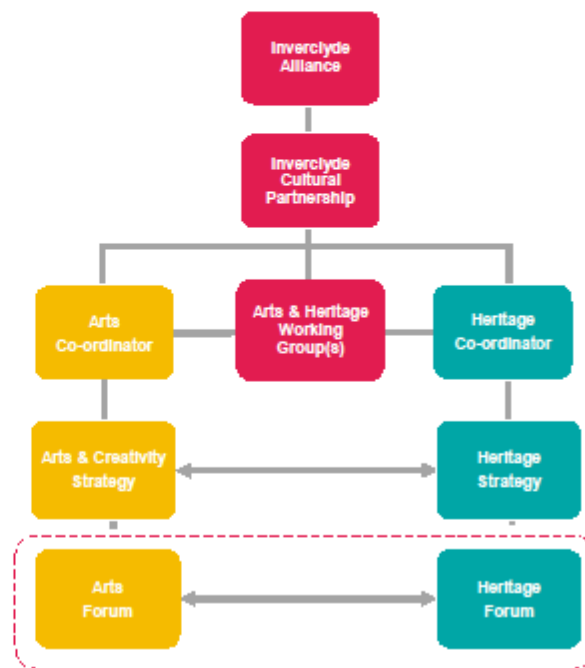 Inverclyde
Alliance
Inverclyde
Cultural
Partnership
Arts
Co-ordinator
Arts & Heritage
Working
Group(s)
Heritage
Co-ordinator
Arts & Creativity
Strategy
Heritage
Strategy
Arts
Forum
Heritage
Forum